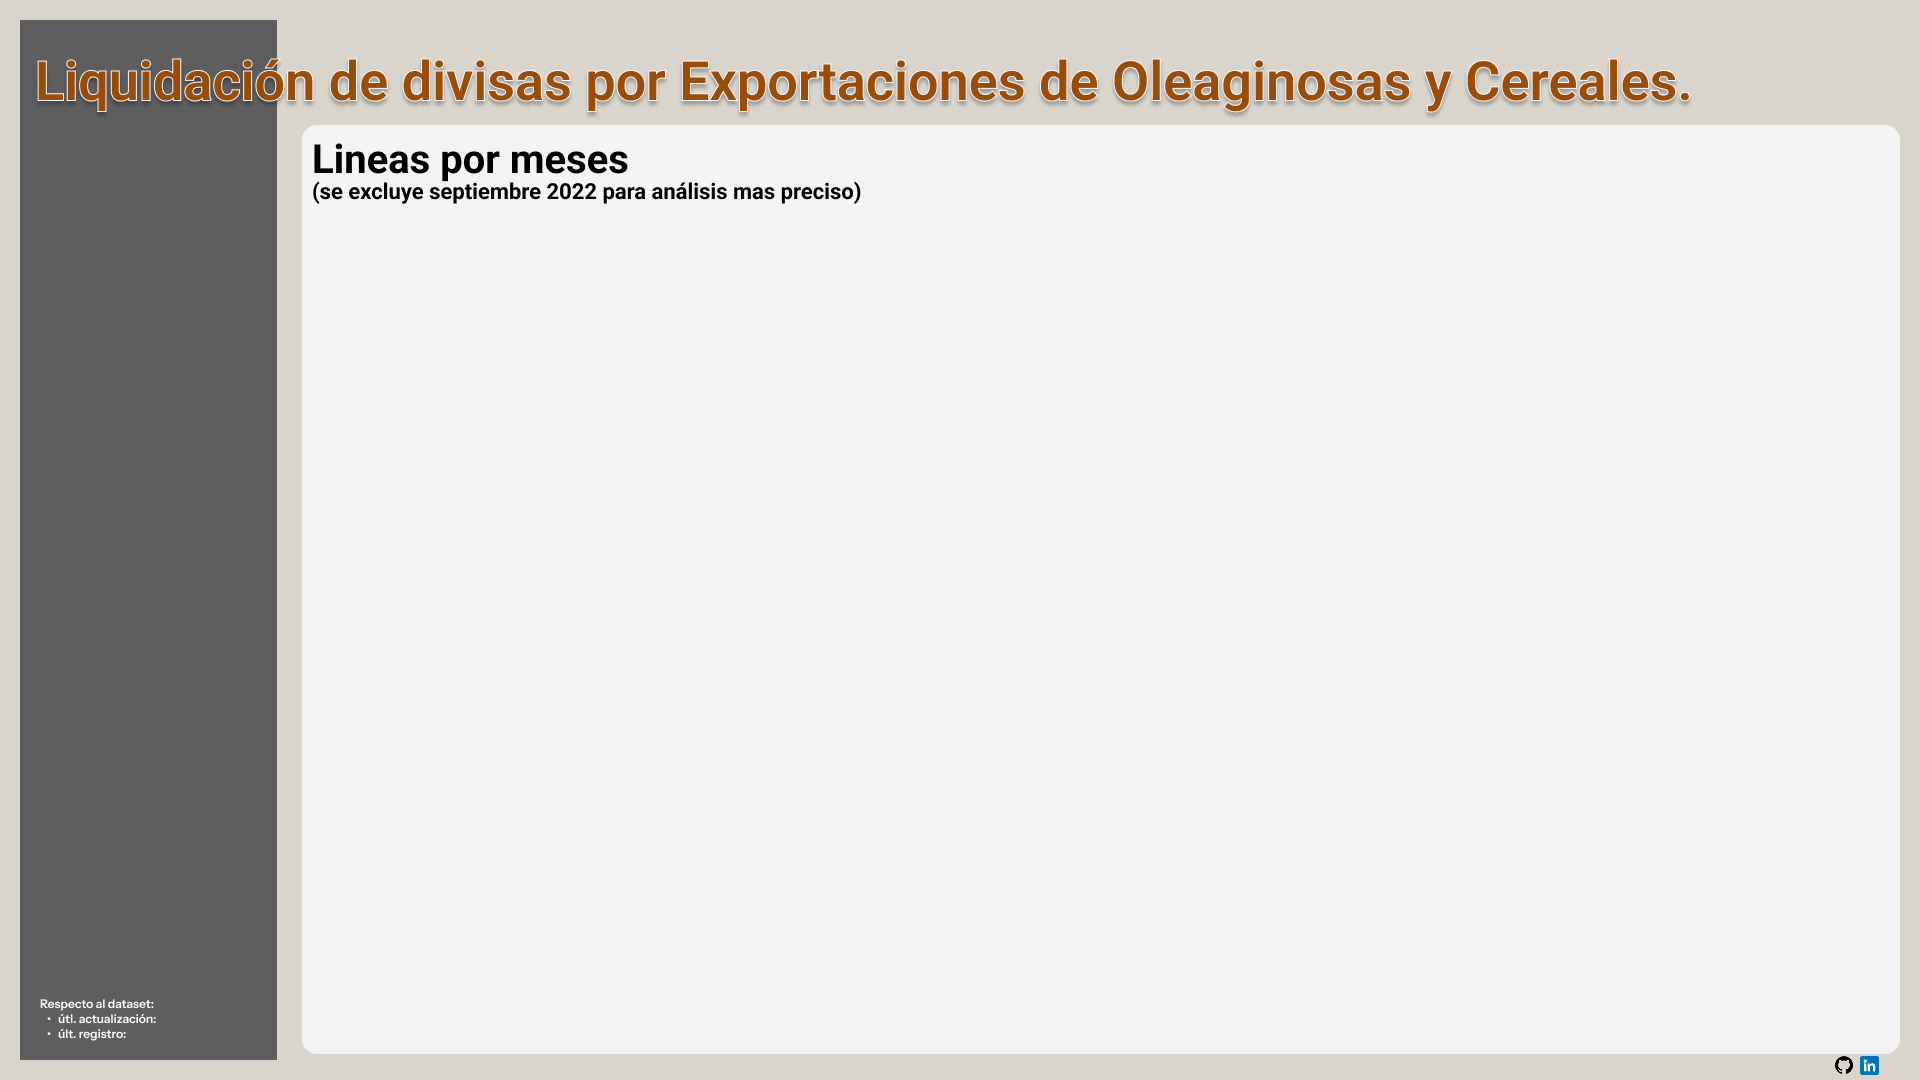 Liquidación de divisas por Exportaciones de Oleaginosas y Cereales.
Lineas por meses
(se excluye septiembre 2022 para análisis mas preciso)
Respecto al dataset:
• útl. actualización:
• últ. registro:
in